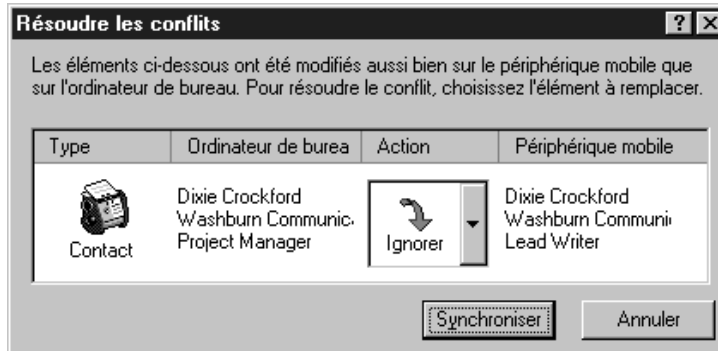 Résoudre les conflits
Les éléments ci-dessous ont été modifiés aussi bien sur le périphérique mobile que
sur l'ordinateur de bureau. Pour résoudre le conflit, choisissez l'élément à remplacer.
Type Ordinateur de burea Action Périphérique mobile
Dixie Crockford Dixie Crockford
Washburn Communic Washburn Communi
Project Manager Ignorer Lead Writer
Contact
Synchroniser Annuler